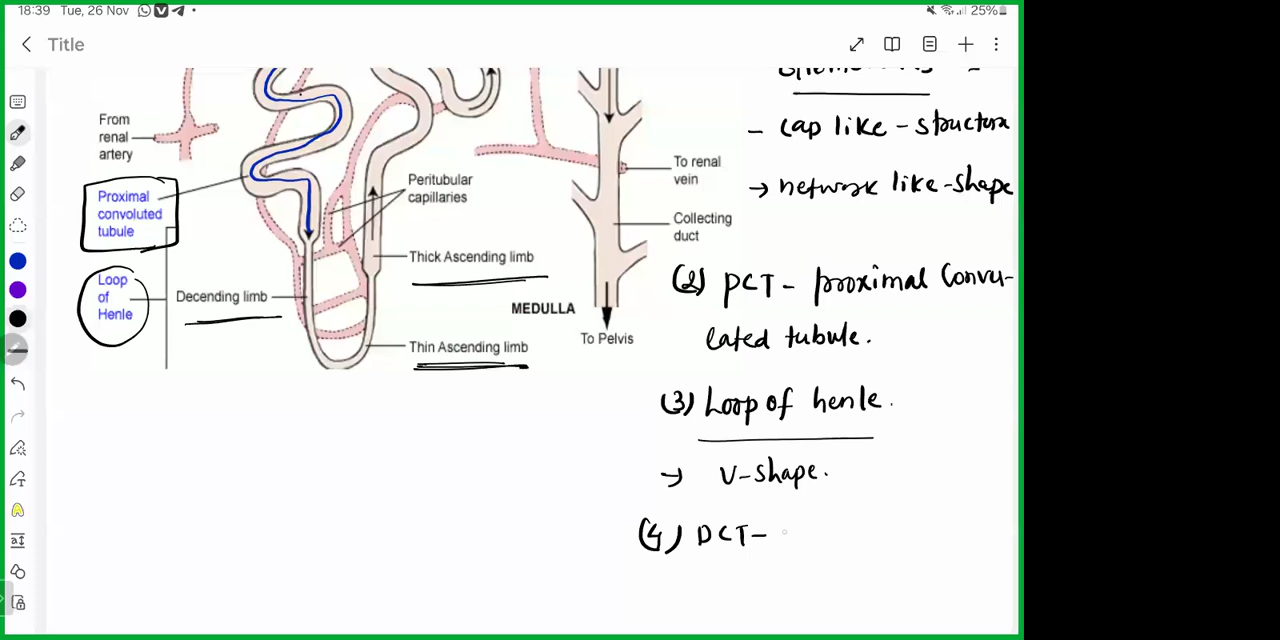 18:39 Tue, 26 Nov
25%
Title
From
renal
artery
Proximal
convoluted
tubule
Loop
of
Henle
Decending limb
Peritubular
capillaries
Thick Ascending limb
MEDULLA
Thin Ascending limb
To renal
vein
Collecting
duct
To Pelvis
- Cap like - structure
→ network like - shape
(2) PCT - proximal Convu-
lated tubule.
(3) Loop of henle.
→ U-shape.
(4) DCT-